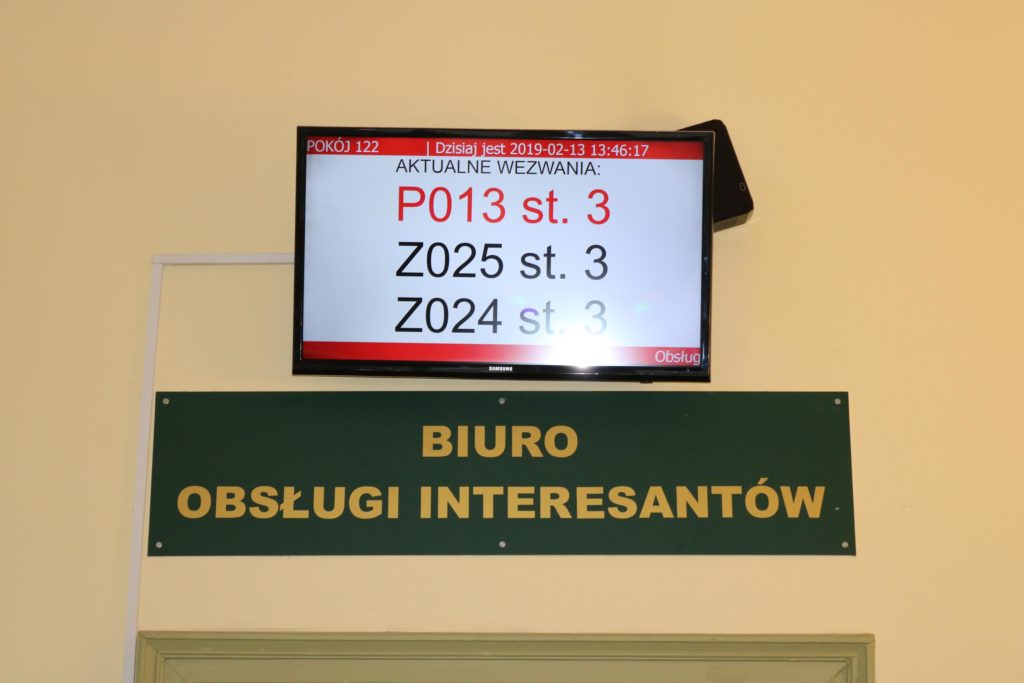 POKÓJ 122 | Dzisiaj jest 2019-02-13 13:46:17
AKTUALNE WEZWANIA:
P013 st. 3
Z025 st. 3
Z024 st. 3
Obsług
SAMSUNG
BIURO
OBSŁUGI INTERESANTÓW